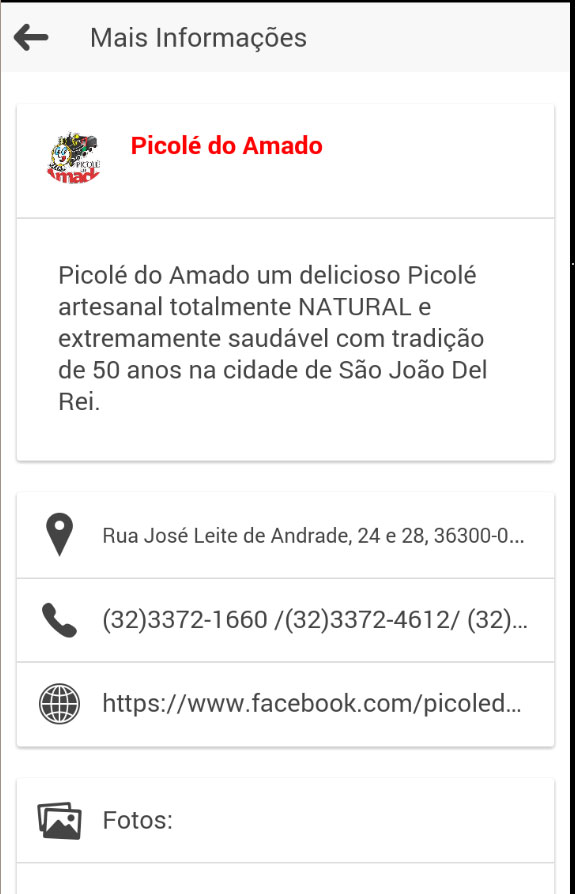 Mais Informações
PICOLÉ
Amado
Picolé do Amado
Picolé do Amado um delicioso Picolé
artesanal totalmente NATURAL e
extremamente saudável com tradição
de 50 anos na cidade de São João Del
Rei.
Rua José Leite de Andrade, 24 e 28, 36300-0...
(32)3372-1660 /(32)3372-4612/ (32)...
https://www.facebook.com/picoled...
Fotos: